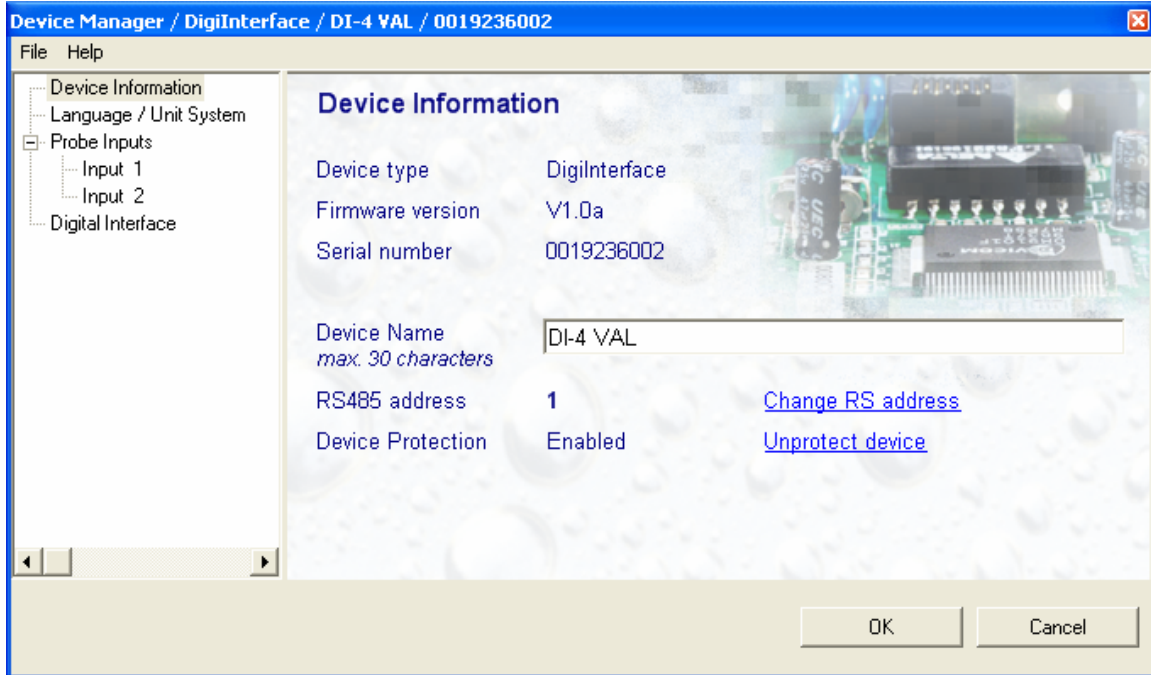 Device Manager / DigiInterface / DI-4 VAL / 0019236002
File Help
Device Information
Language / Unit System
Probe Inputs
Input 1
Input 2
Digital Interface
Device Information
Device type DigiInterface
Firmware version V1.0a
Serial number 0019236002
Device Name DI-4 VAL
max. 30 characters
RS485 address 1 Change RS address
Device Protection Enabled Unprotect device
OK Cancel